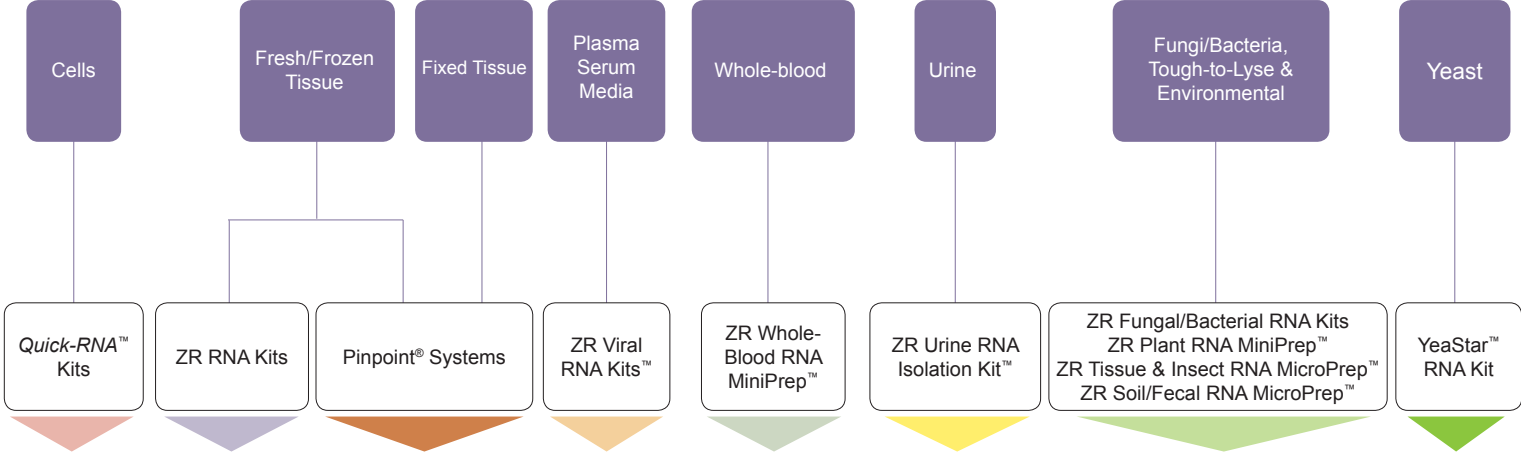 Cells
Fresh/Frozen
Tissue
Fixed Tissue
Plasma
Serum
Media
Whole-blood
Urine
Fungi/Bacteria,
Tough-to-Lyse &
Environmental
Yeast
Quick-RNA™
Kits
ZR RNA Kits
Pinpoint® Systems
ZR Viral
RNA Kits™
ZR Whole-
Blood RNA
MiniPrep™
ZR Urine RNA
Isolation Kit™
ZR Fungal/Bacterial RNA Kits
ZR Plant RNA MiniPrep™
ZR Tissue & Insect RNA MicroPrep™
ZR Soil/Fecal RNA MicroPrep™
YeaStar™
RNA Kit